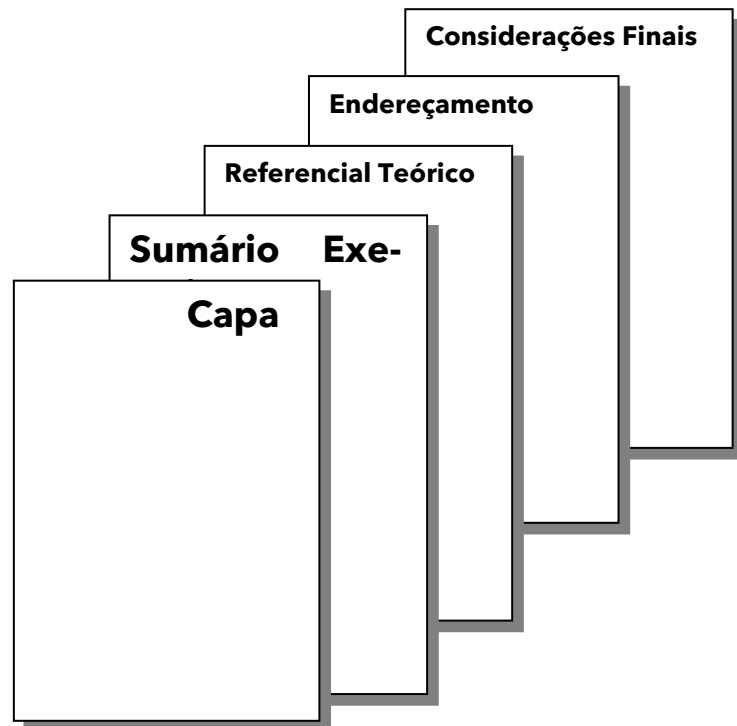 Considerações Finais
Endereçamento
Referencial Teórico
Sumário Exe-
Capa